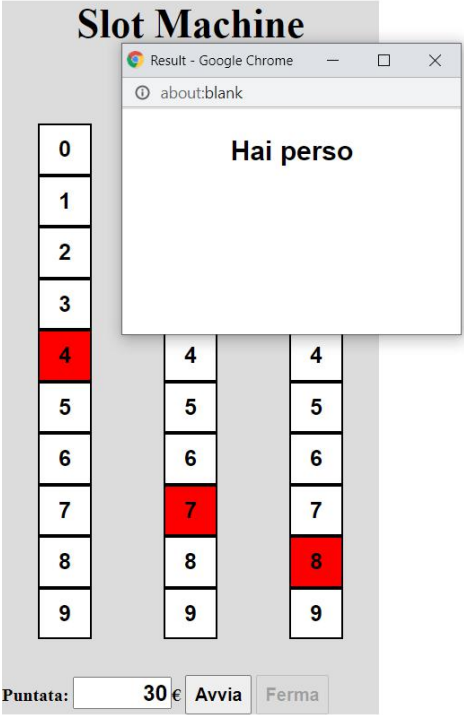 Slot Machine
Result - Google Chrome
about:blank
Hai perso
0
1
2
3
4 4 4
5 5 5
6 6 6
7 7 7
8 8 8
9 9 9
Puntata: 30 € Avvia Ferma